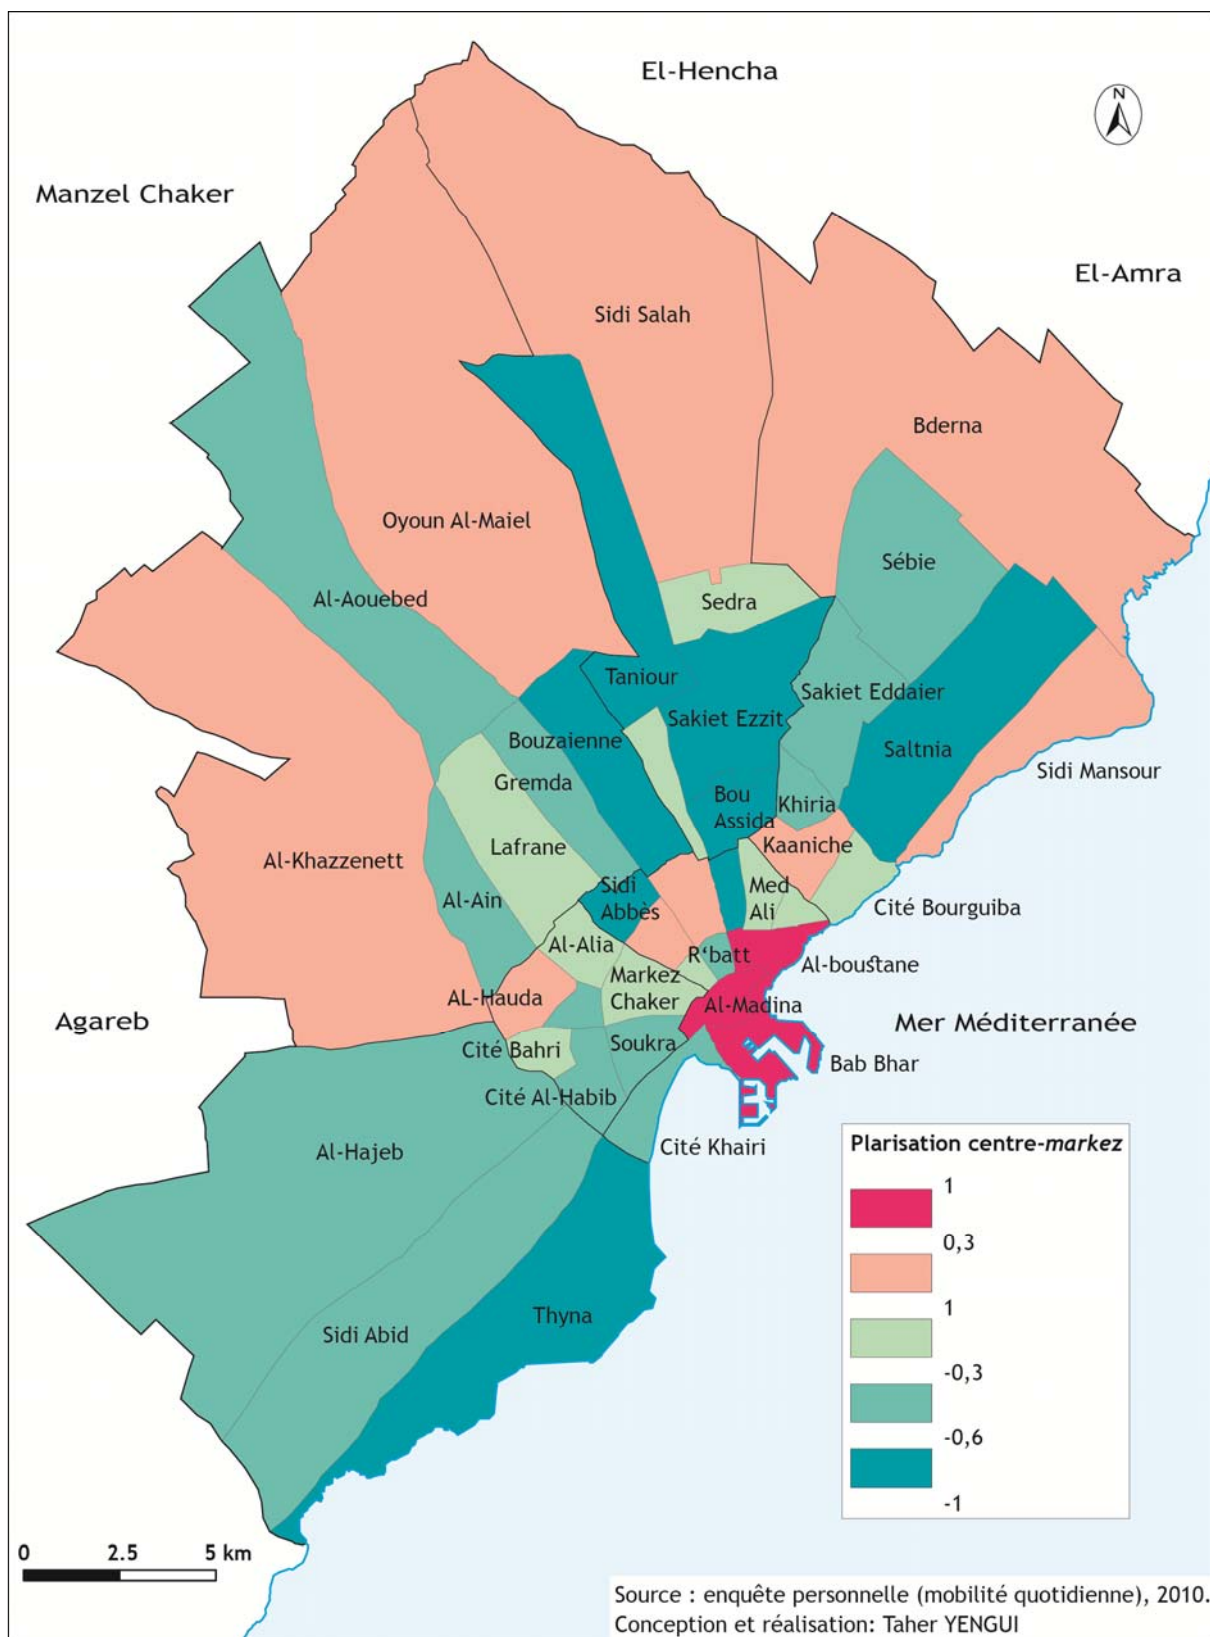 El-Hencha
N
Manzel Chaker
El-Amra
Sidi Salah
Bderna
Oyoun Al-Maiel
Sébie
Al-Aouebed
Sedra
Taniour
Sakiet Eddaier
Sakiet Ezzit
Bouzaienne
Saltnia
Sidi Mansour
Gremda
Bou
Assida
Khiria
Kaaniche
Lafrane
Al-Khazzenett
Al-Ain
Sidi
Abbès
Med
Ali
Cité Bourguiba
Al-Alia
R'batt
Al-boustane
Markez
Chaker
AL-Hauda
Al-Madina
Agareb
Mer Méditerranée
Cité Bahri
Soukra
Bab Bhar
Cité Al-Habib
Al-Hajeb
Cité Khairi
Plarisation centre-markez
1
0,3
1
-0,3
-0,6
-1
Thyna
Sidi Abid
0 2.5 5 km
Source : enquête personnelle (mobilité quotidienne), 2010.
Conception et réalisation: Taher YENGUI